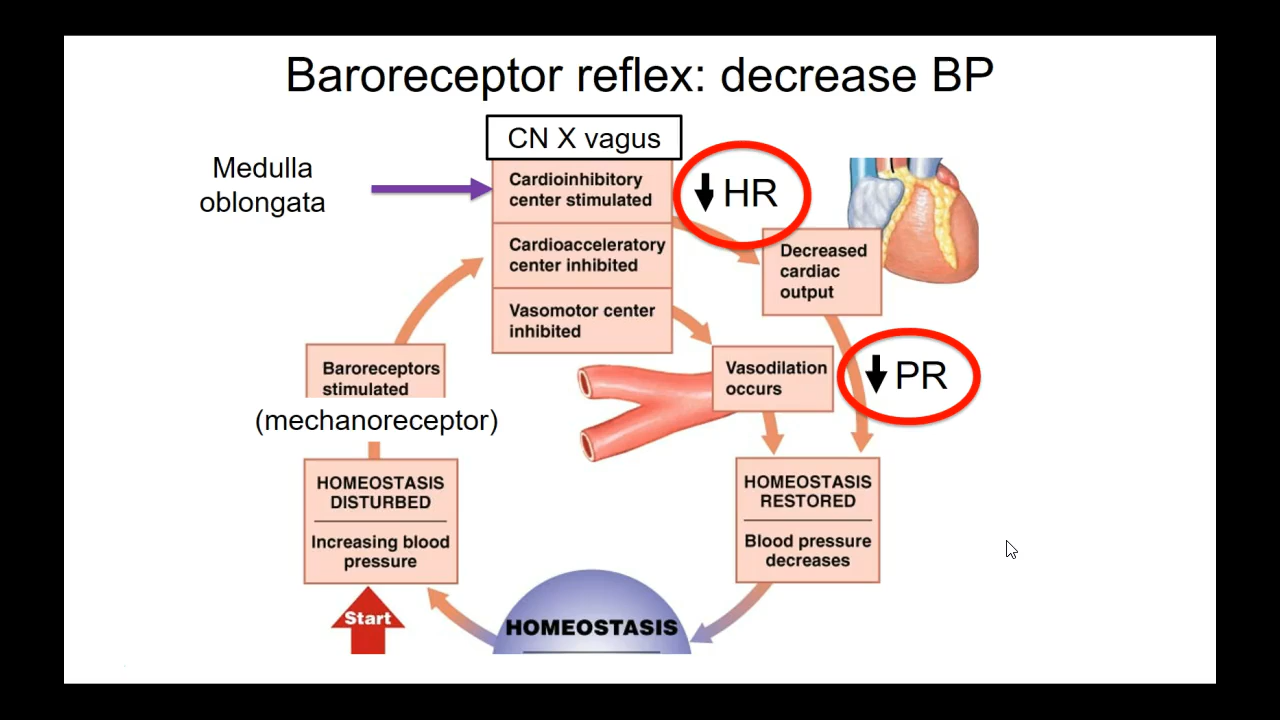 Baroreceptor reflex: decrease BP
CN X vagus
Medulla
oblongata
Cardioinhibitory
center stimulated
HR
Cardioacceleratory
center inhibited
Decreased
cardiac
output
Vasomotor center
inhibited
Baroreceptors
stimulated
(mechanoreceptor)
Vasodilation
occurs
PR
HOMEOSTASIS
DISTURBED
Increasing blood
pressure
HOMEOSTASIS
RESTORED
Blood pressure
decreases
Start
HOMEOSTASIS